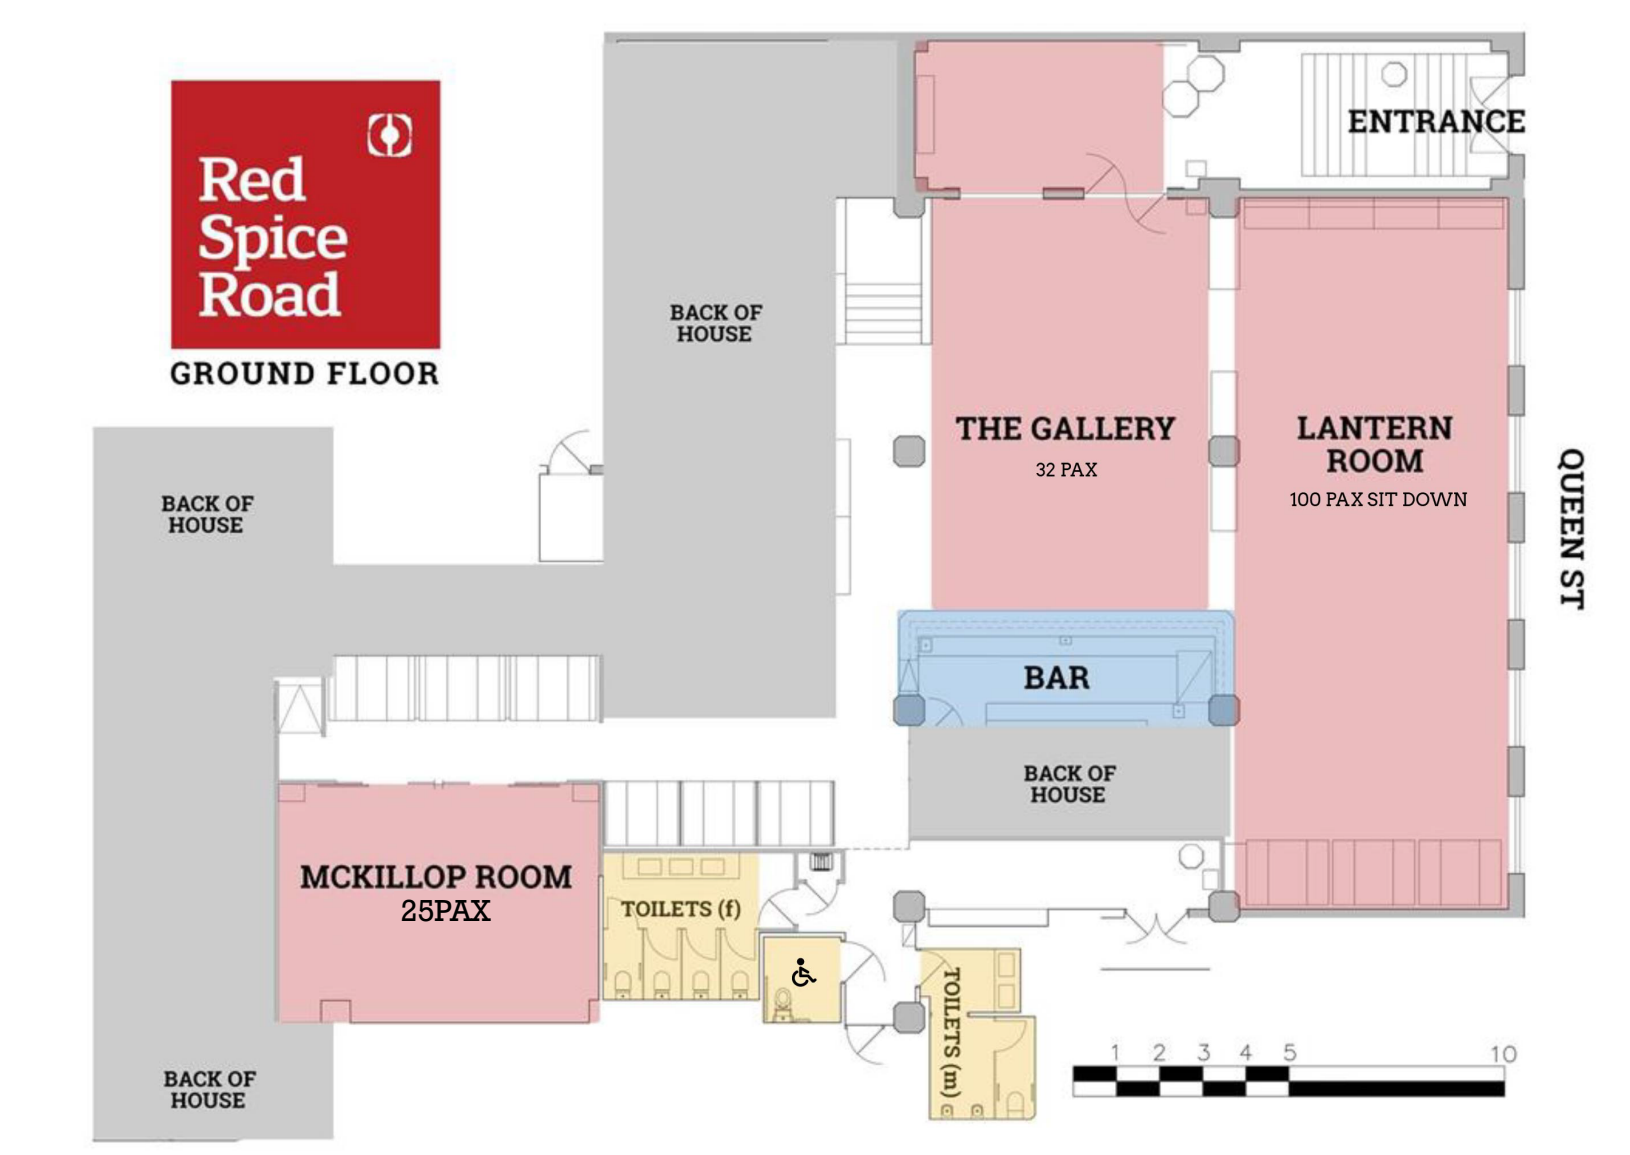 Red
Spice
Road
GROUND FLOOR
ENTRANCE
BACK OF
HOUSE
THE GALLERY
32 PAX
LANTERN
ROOM
100 PAX SIT DOWN
QUEEN ST
BACK OF
HOUSE
BAR
BACK OF
HOUSE
MCKILLOP ROOM
25PAX
TOILETS (f)
TOILETS (m)
BACK OF
HOUSE
1 2 3 4 5 10